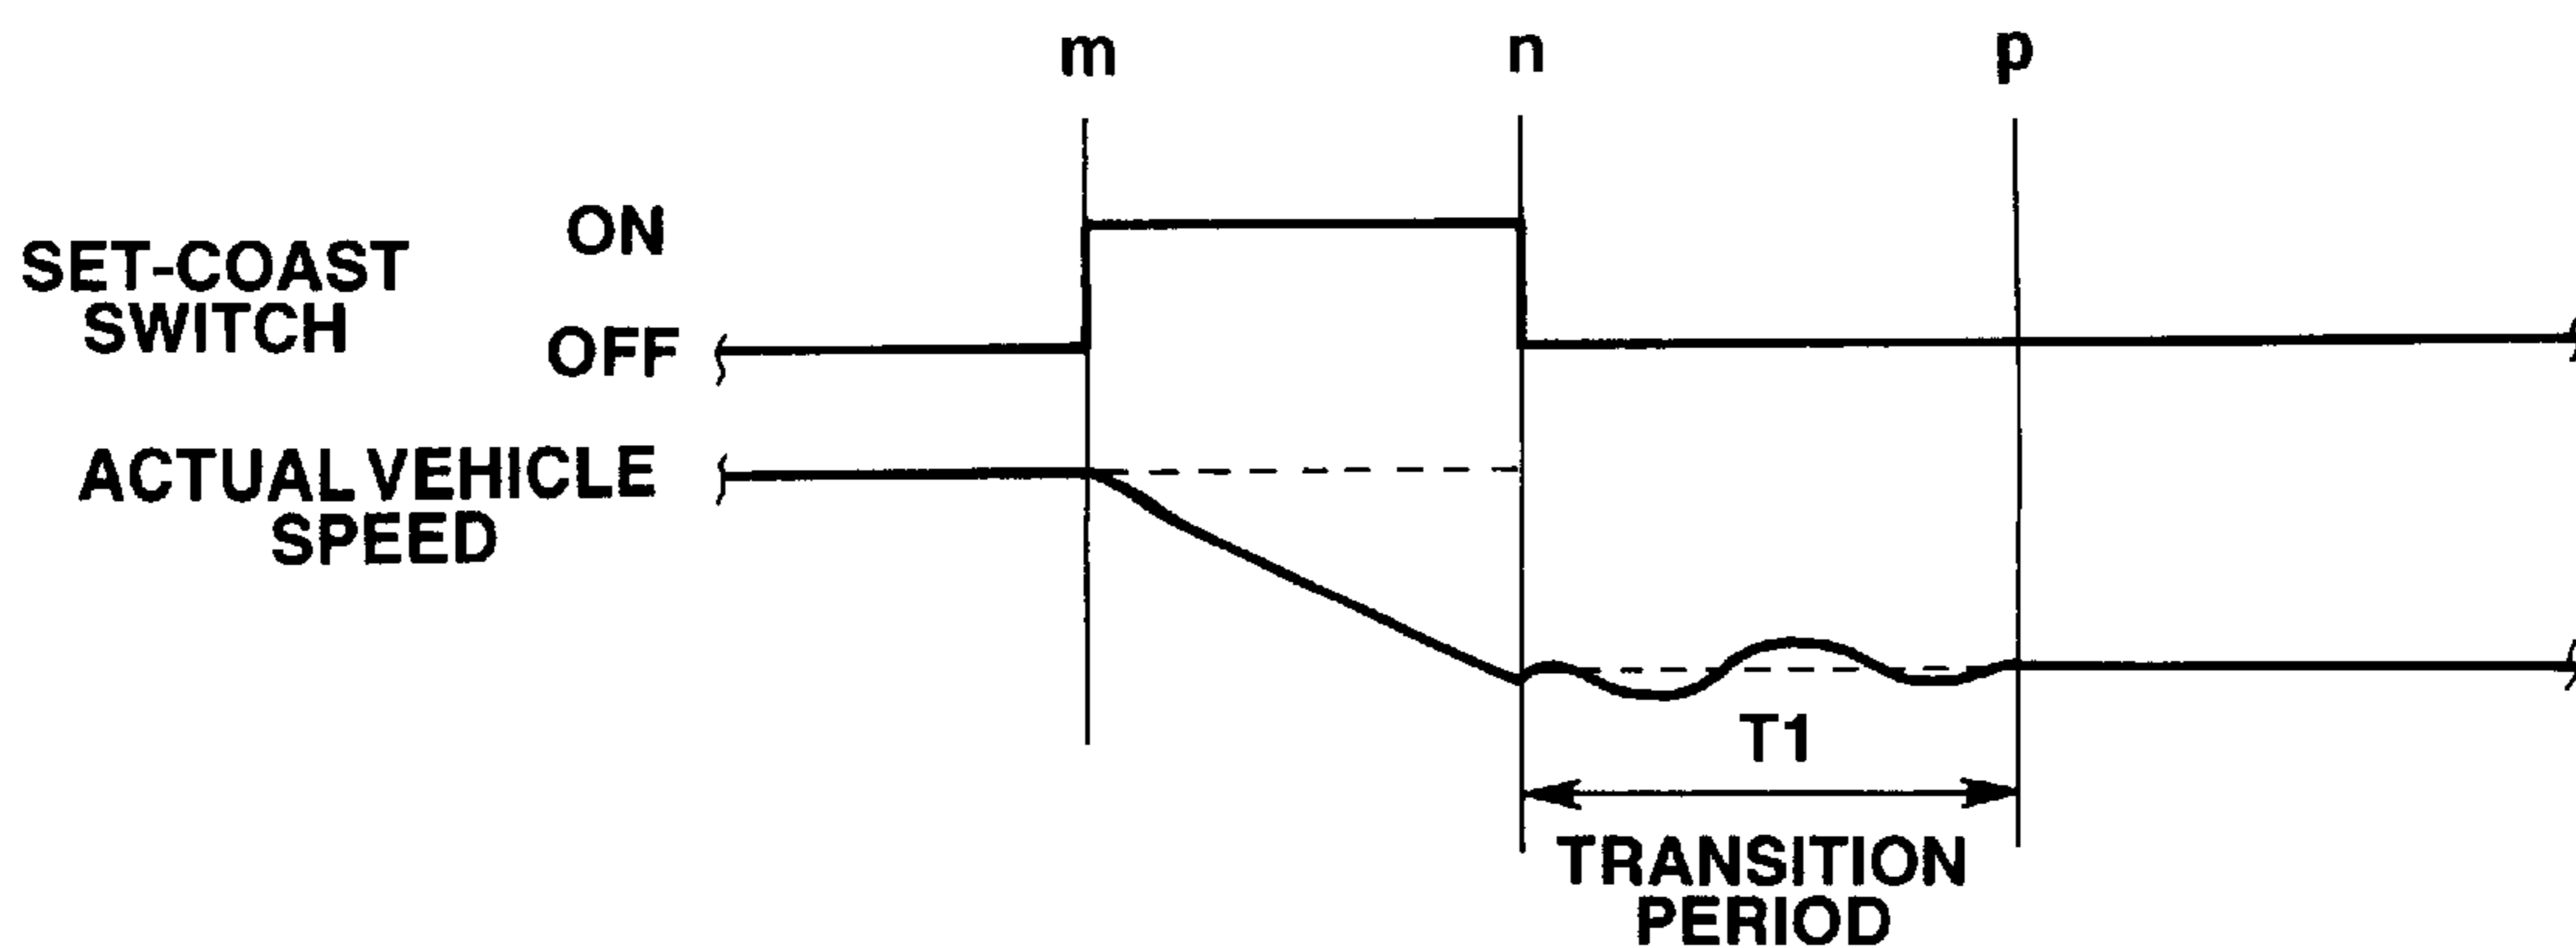 m
n
p
SET-COAST
SWITCH
ON
OFF
ACTUAL VEHICLE
SPEED
T1
TRANSITION
PERIOD